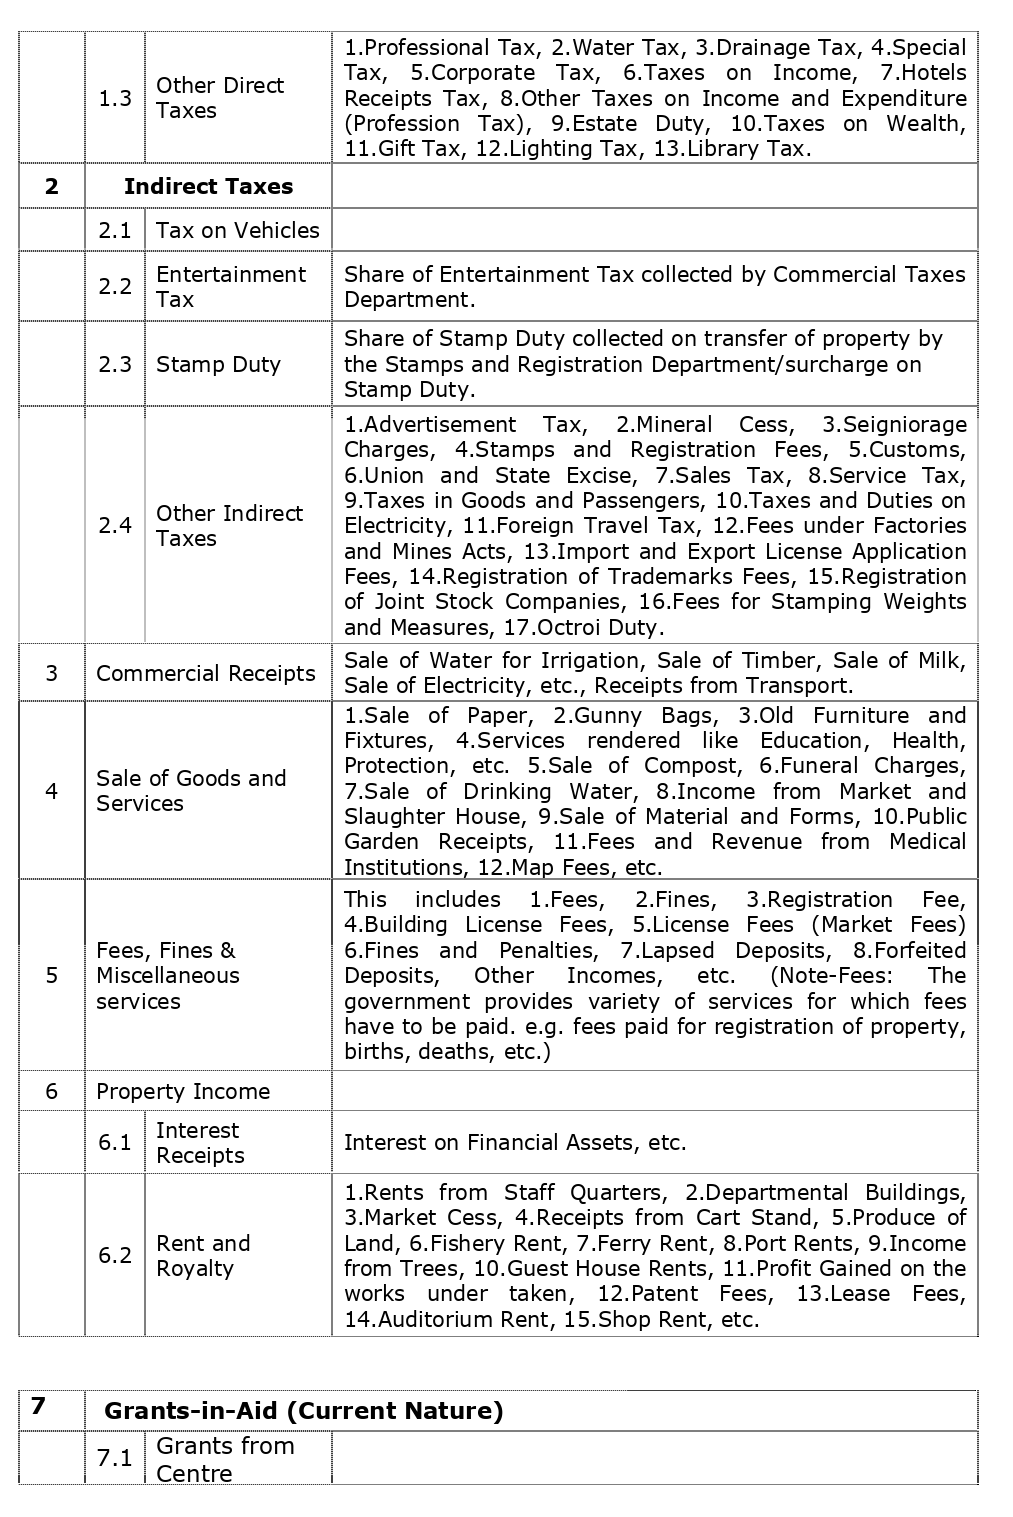 1.Professional Tax, 2.Water Tax, 3.Drainage Tax, 4.Special
1.3 Other Direct Taxes Tax, 5.Corporate Tax, 6.Taxes on Income, 7.Hotels
Receipts Tax, 8.Other Taxes on Income and Expenditure
(Profession Tax), 9.Estate Duty, 10.Taxes on Wealth,
11.Gift Tax, 12.Lighting Tax, 13.Library Tax.
2 Indirect Taxes
2.1 Tax on Vehicles
2.2 Entertainment
Tax
Share of Entertainment Tax collected by Commercial Taxes
Department.
2.3 Stamp Duty
Share of Stamp Duty collected on transfer of property by
the Stamps and Registration Department/surcharge on
Stamp Duty.
2.4 Other Indirect
Taxes
1.Advertisement Tax, 2.Mineral Cess, 3.Seigniorage
Charges, 4.Stamps and Registration Fees, 5.Customs,
6.Union and State Excise, 7.Sales Tax, 8.Service Tax,
9.Taxes in Goods and Passengers, 10.Taxes and Duties on
Electricity, 11.Foreign Travel Tax, 12.Fees under Factories
and Mines Acts, 13.Import and Export License Application
Fees, 14.Registration of Trademarks Fees, 15.Registration
of Joint Stock Companies, 16.Fees for Stamping Weights
and Measures, 17.Octroi Duty.
3 Commercial Receipts
Sale of Water for Irrigation, Sale of Timber, Sale of Milk,
Sale of Electricity, etc., Receipts from Transport.
4 Sale of Goods and
Services
1.Sale of Paper, 2.Gunny Bags, 3.Old Furniture and
Fixtures, 4.Services rendered like Education, Health,
Protection, etc. 5.Sale of Compost, 6.Funeral Charges,
7.Sale of Drinking Water, 8.Income from Market and
Slaughter House, 9.Sale of Material and Forms, 10.Public
Garden Receipts, 11.Fees and Revenue from Medical
Institutions, 12.Map Fees, etc.
5 Fees, Fines &
Miscellaneous
services
This includes 1.Fees, 2.Fines, 3.Registration Fee,
4.Building License Fees, 5.License Fees (Market Fees)
6.Fines and Penalties, 7.Lapsed Deposits, 8.Forfeited
Deposits, Other Incomes, etc. (Note-Fees: The
government provides variety of services for which fees
have to be paid. e.g. fees paid for registration of property,
births, deaths, etc.)
6 Property Income
6.1 Interest
Receipts
Interest on Financial Assets, etc.
6.2 Rent and
Royalty
1.Rents from Staff Quarters, 2.Departmental Buildings,
3.Market Cess, 4.Receipts from Cart Stand, 5.Produce of
Land, 6.Fishery Rent, 7.Ferry Rent, 8.Port Rents, 9.Income
from Trees, 10.Guest House Rents, 11.Profit Gained on the
works under taken, 12.Patent Fees, 13.Lease Fees,
14.Auditorium Rent, 15.Shop Rent, etc.
7 Grants-in-Aid (Current Nature)
7.1 Grants from
Centre